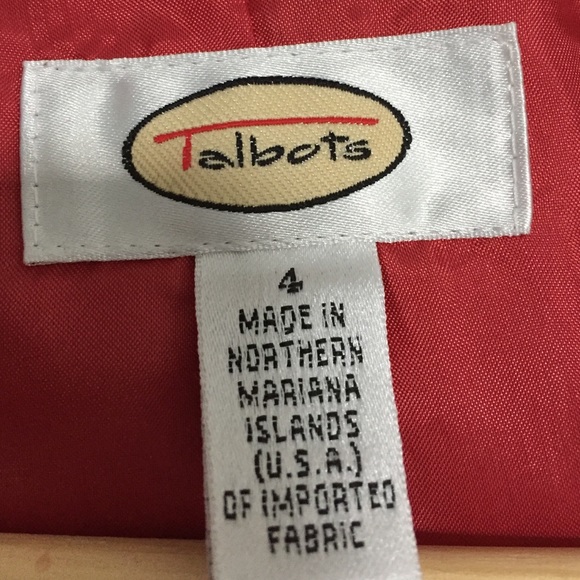 Talbots
4
MADE IN
NORTHERN
MARIANA
ISLANDS
(U.S.A.)
OF IMPORTED
FABRIC